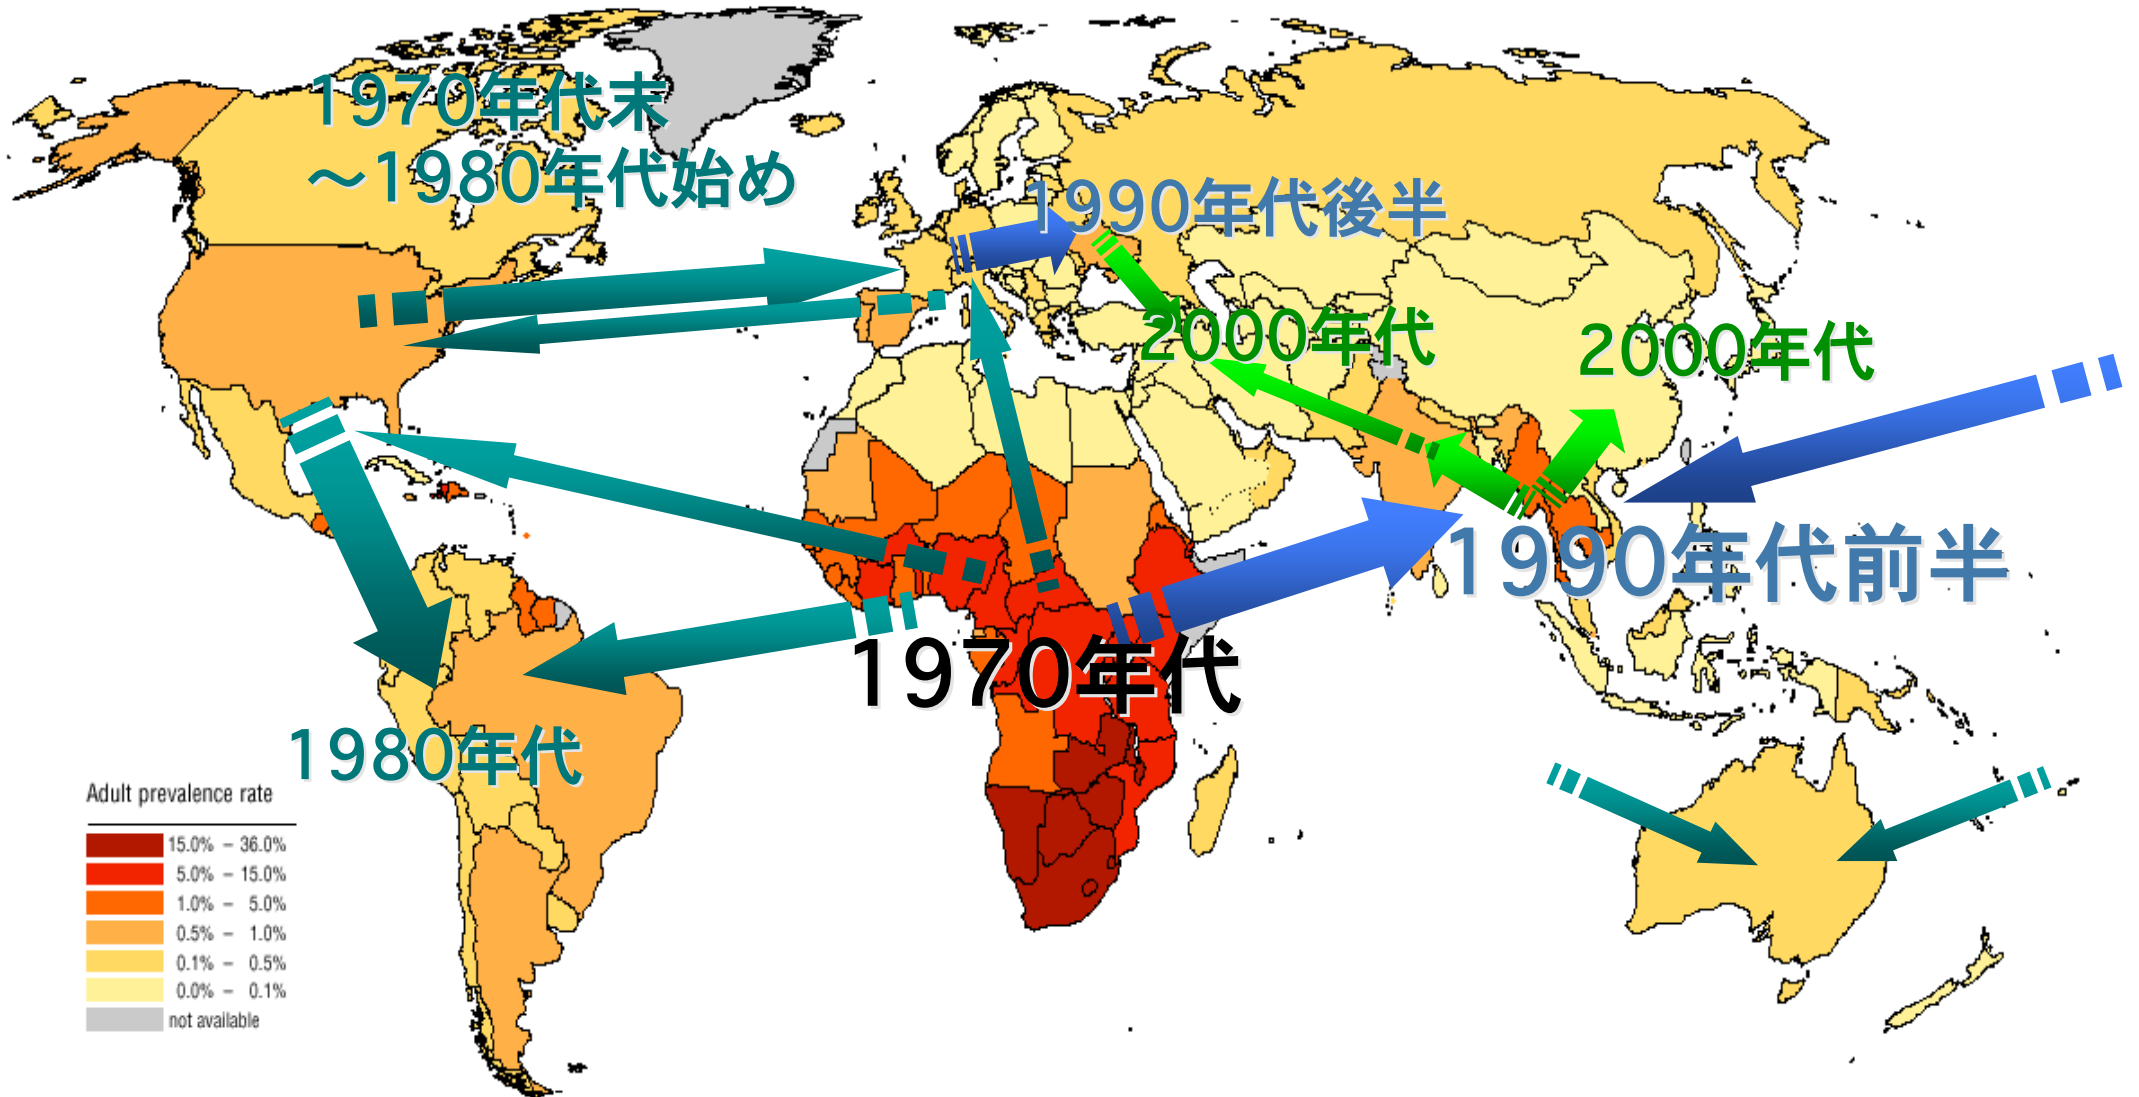 1970年代末
～1980年代始め
1990年代後半
2000年代
2000年代
1990年代前半
1970年代
1980年代
Adult prevalence rate
15.0% – 36.0%
5.0% – 15.0%
1.0% – 5.0%
0.5% – 1.0%
0.1% – 0.5%
0.0% – 0.1%
not available